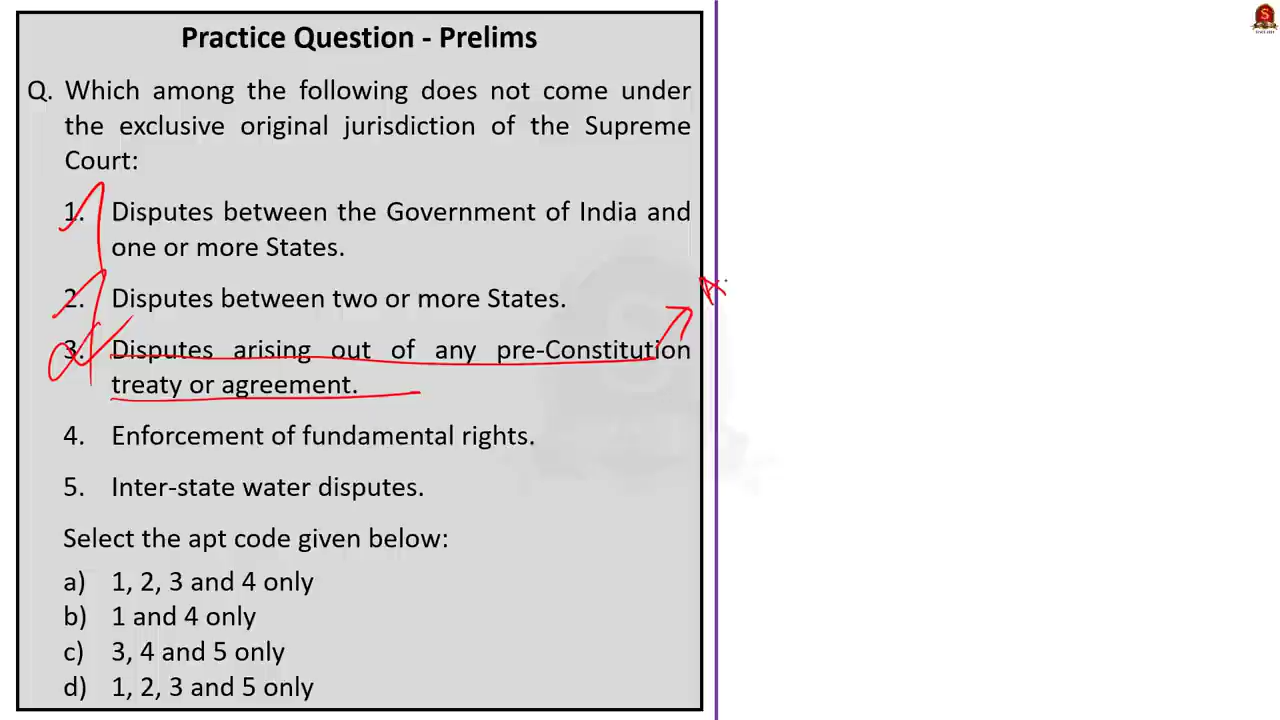 Practice Question - Prelims
Q. Which among the following does not come under
the exclusive original jurisdiction of the Supreme
Court:
1. Disputes between the Government of India and
one or more States.
2. Disputes between two or more States.
3. Disputes arising out of any pre-Constitution
treaty or agreement.
4. Enforcement of fundamental rights.
5. Inter-state water disputes.
Select the apt code given below:
a) 1, 2, 3 and 4 only
b) 1 and 4 only
c) 3, 4 and 5 only
d) 1, 2, 3 and 5 only